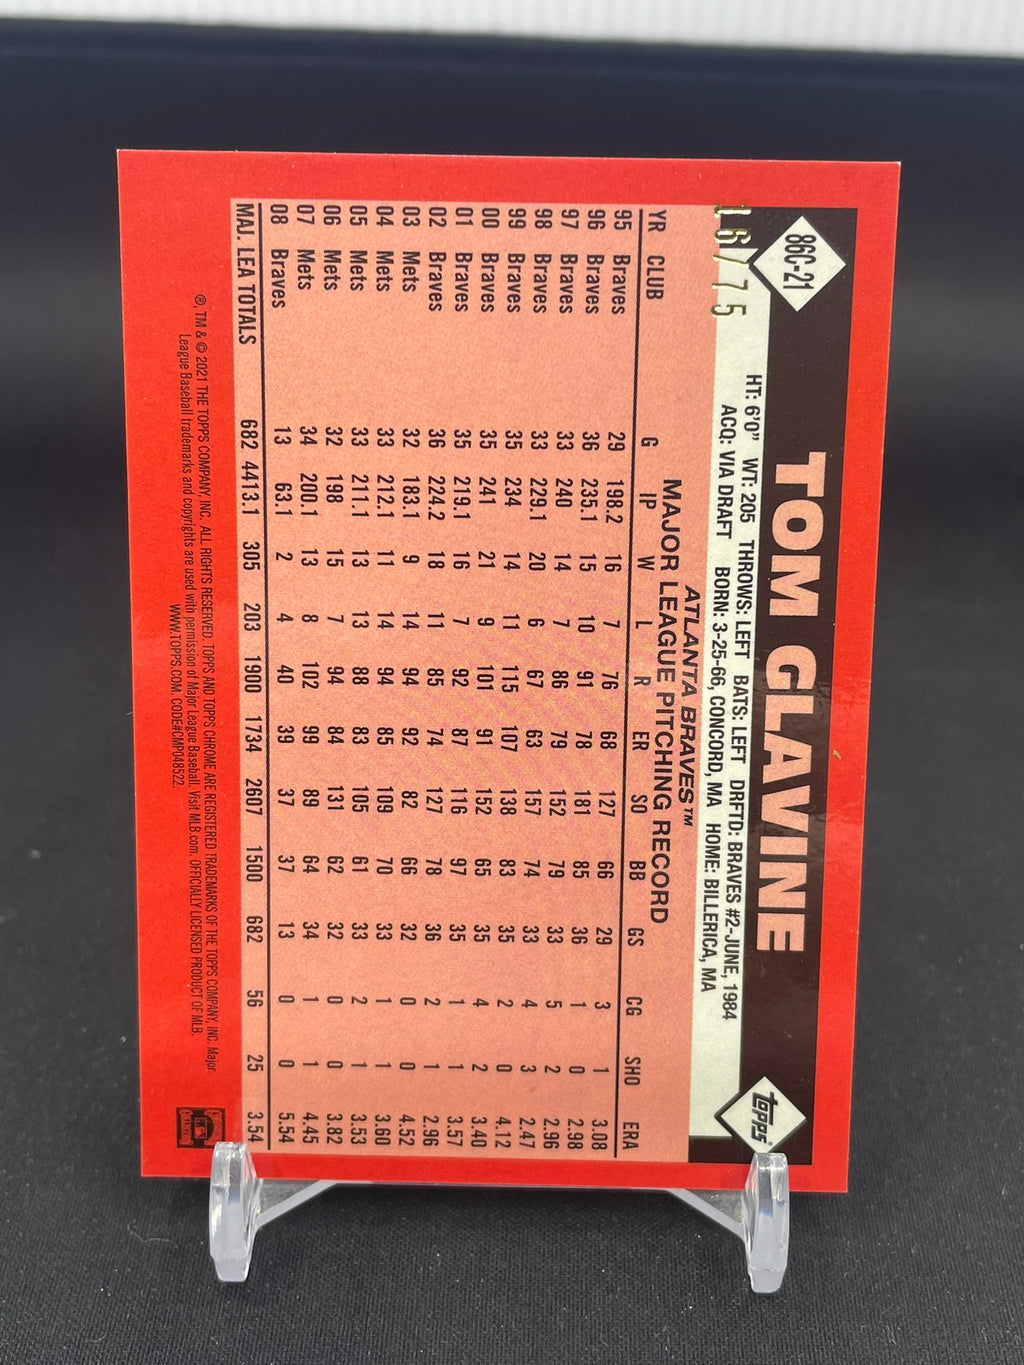 86C-21
TOM GLAVINE
topps®
16/75
HT: 6'0" WT: 205 THROWS: LEFT BATS: LEFT DRFTD: BRAVES #2-JUNE, 1984
ACQ: VIA DRAFT BORN: 3-25-66, CONCORD, MA HOME: BILLERICA, MA
ATLANTA BRAVES™
MAJOR LEAGUE PITCHING RECORD
YR CLUB G IP W L R ER SO BB GS CG SHO ERA
95 Braves 29 198.2 16 7 76 68 127 66 29 3 1 3.08
96 Braves 36 235.1 15 10 91 78 181 85 36 1 0 2.98
97 Braves 33 240 14 7 86 79 152 79 33 5 2 2.96
98 Braves 33 229.1 20 6 67 63 157 74 33 4 3 2.47
99 Braves 35 234 14 11 115 107 138 83 35 2 0 4.12
00 Braves 35 241 21 9 101 91 152 65 35 4 2 3.40
01 Braves 35 219.1 16 7 92 87 116 97 35 1 1 3.57
02 Braves 36 224.2 18 11 85 74 127 78 36 2 1 2.96
03 Mets 32 183.1 9 14 94 92 82 66 32 0 0 4.52
04 Mets 33 212.1 11 14 94 85 109 70 33 1 1 3.60
05 Mets 33 211.1 13 13 88 83 105 61 33 2 1 3.53
06 Mets 32 198 15 7 94 84 131 62 32 0 0 3.82
07 Mets 34 200.1 13 8 102 99 89 64 34 1 1 4.45
08 Braves 13 63.1 2 4 40 39 37 37 13 0 0 5.54
MAJ. LEA TOTALS 682 4413.1 305 203 1900 1734 2607 1500 682 56 25 3.54
®, TM & © 2021 THE TOPPS COMPANY, INC. ALL RIGHTS RESERVED. TOPPS AND TOPPS CHROME ARE REGISTERED TRADEMARKS OF THE TOPPS COMPANY, INC. Major
League Baseball trademarks and copyrights are used with permission of Major League Baseball. Visit MLB.com. OFFICIALLY LICENSED PRODUCT OF MLB.
WWW.TOPPS.COM. CODE#CMP048522.